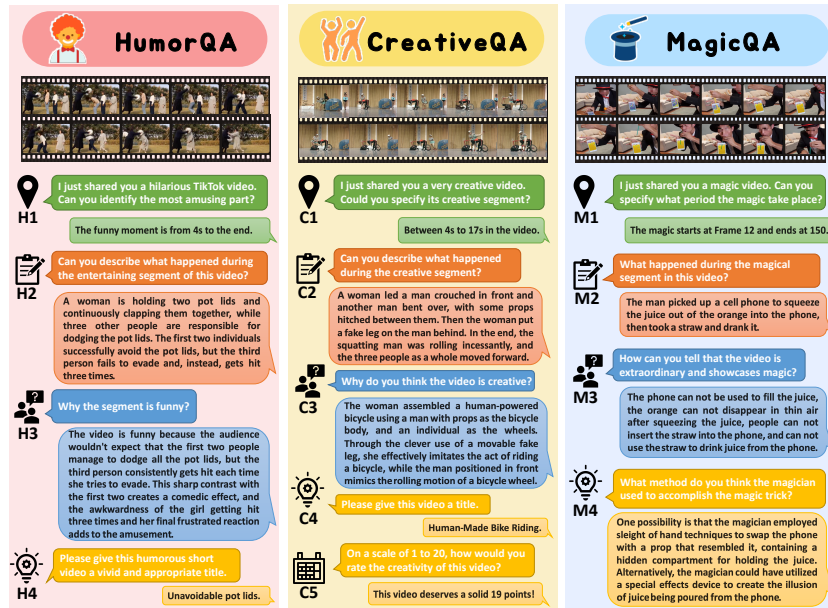 HumorQA
H1
I just shared you a hilarious TikTok video.
Can you identify the most amusing part?
The funny moment is from 4s to the end.
H2
Can you describe what happened during
the entertaining segment of this video?
A woman is holding two pot lids and
continuously clapping them together, while
three other people are responsible for
dodging the pot lids. The first two individuals
successfully avoid the pot lids, but the third
person fails to evade and, instead, gets hit
three times.
H3
Why the segment is funny?
The video is funny because the audience
wouldn't expect that the first two people
manage to dodge all the pot lids, but the
third person consistently gets hit each time
she tries to evade. This sharp contrast with
the first two creates a comedic effect, and
the awkwardness of the girl getting hit
three times and her final frustrated reaction
adds to the amusement.
H4
Please give this humorous short
video a vivid and appropriate title.
Unavoidable pot lids.
CreativeQA
C1
I just shared you a very creative video.
Could you specify its creative segment?
Between 4s to 17s in the video.
C2
Can you describe what happened
during the creative segment?
A woman led a man crouched in front and
another man bent over, with some props
hitched between them. Then the woman put
a fake leg on the man behind. In the end, the
squatting man was rolling incessantly, and
the three people as a whole moved forward.
C3
Why do you think the video is creative?
The woman assembled a human-powered
bicycle using a man with props as the bicycle
body, and an individual as the wheels.
Through the clever use of a movable fake
leg, she effectively imitates the act of riding
a bicycle, while the man positioned in front
mimics the rolling motion of a bicycle wheel.
C4
Please give this video a title.
Human-Made Bike Riding.
C5
On a scale of 1 to 20, how would you
rate the creativity of this video?
This video deserves a solid 19 points!
MagicQA
M1
I just shared you a magic video. Can you
specify what period the magic take place?
The magic starts at Frame 12 and ends at 150.
M2
What happened during the magical
segment in this video?
The man picked up a cell phone to squeeze
the juice out of the orange into the phone,
then took a straw and drank it.
M3
How can you tell that the video is
extraordinary and showcases magic?
The phone can not be used to fill the juice,
the orange can not disappear in thin air
after squeezing the juice, people can not
insert the straw into the phone, and can not
use the straw to drink juice from the phone.
M4
What method do you think the magician
used to accomplish the magic trick?
One possibility is that the magician employed
sleight of hand techniques to swap the phone
with a prop that resembled it, containing a
hidden compartment for holding the juice.
Alternatively, the magician could have utilized
a special effects device to create the illusion
of juice being poured from the phone.